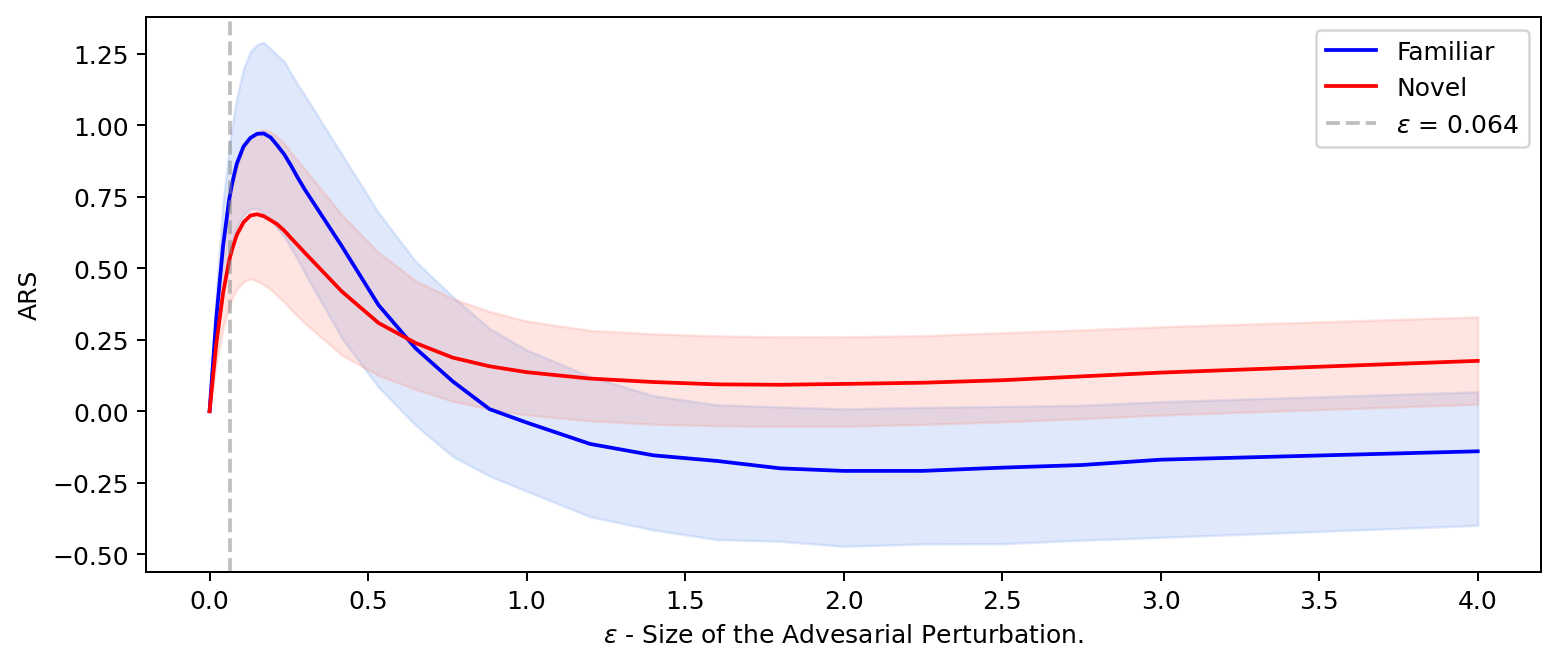 1.25
1.00
0.75
0.50
0.25
0.00
−0.25
−0.50
ARS
Familiar
Novel
ε = 0.064
0.0 0.5 1.0 1.5 2.0 2.5 3.0 3.5 4.0
ε - Size of the Advesarial Perturbation.